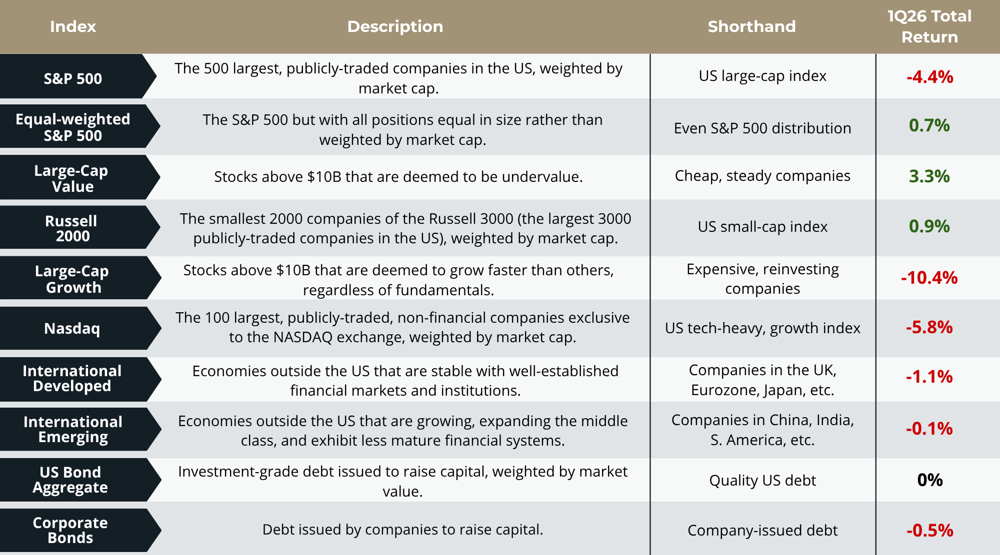 Index
Description
Shorthand
1Q26 Total
Return
S&P 500
The 500 largest, publicly-traded companies in the US, weighted by
market cap.
US large-cap index
-4.4%
Equal-weighted
S&P 500
The S&P 500 but with all positions equal in size rather than
weighted by market cap.
Even S&P 500 distribution
0.7%
Large-Cap
Value
Stocks above $10B that are deemed to be undervalue.
Cheap, steady companies
3.3%
Russell
2000
The smallest 2000 companies of the Russell 3000 (the largest 3000
publicly-traded companies in the US), weighted by market cap.
US small-cap index
0.9%
Large-Cap
Growth
Stocks above $10B that are deemed to grow faster than others,
regardless of fundamentals.
Expensive, reinvesting
companies
-10.4%
Nasdaq
The 100 largest, publicly-traded, non-financial companies exclusive
to the NASDAQ exchange, weighted by market cap.
US tech-heavy, growth index
-5.8%
International
Developed
Economies outside the US that are stable with well-established
financial markets and institutions.
Companies in the UK,
Eurozone, Japan, etc.
-1.1%
International
Emerging
Economies outside the US that are growing, expanding the middle
class, and exhibit less mature financial systems.
Companies in China, India,
S. America, etc.
-0.1%
US Bond
Aggregate
Investment-grade debt issued to raise capital, weighted by market
value.
Quality US debt
0%
Corporate
Bonds
Debt issued by companies to raise capital.
Company-issued debt
-0.5%